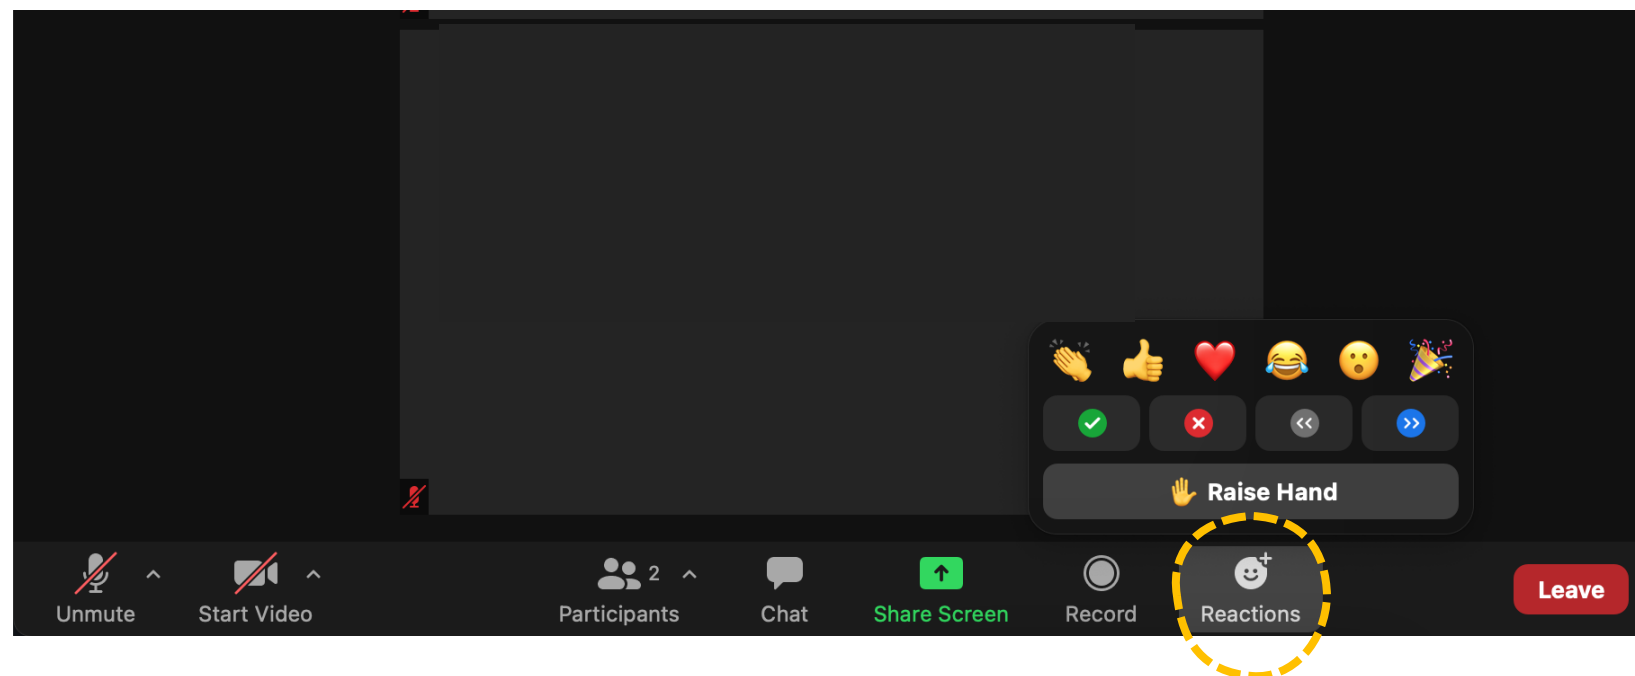 Raise Hand
2
Unmute
Start Video
Participants
Chat
Share Screen
Record
Reactions
Leave